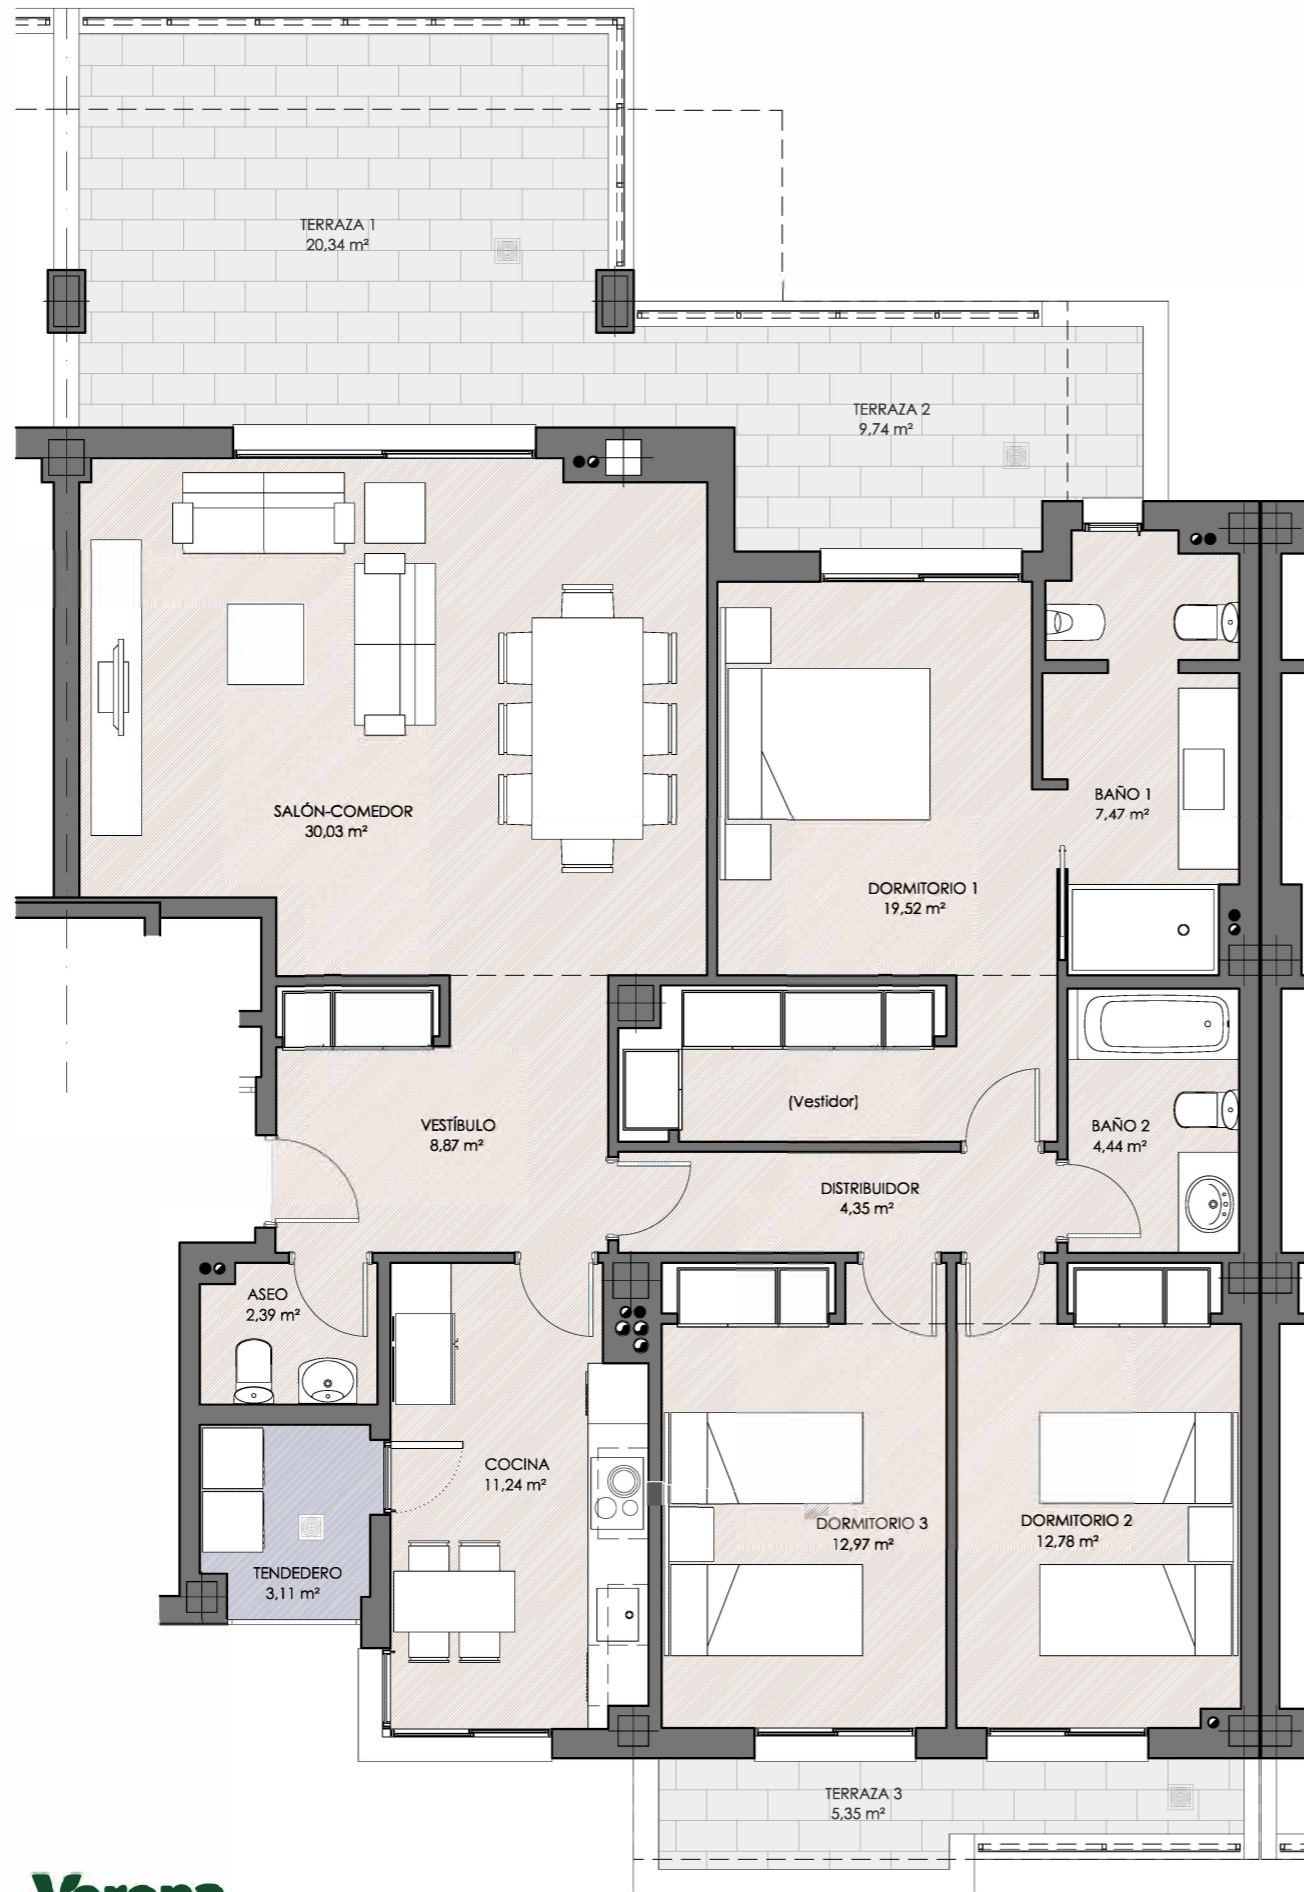 TERRAZA 1
20,34 m²
TERRAZA 2
9,74 m²
SALÓN-COMEDOR
30,03 m²
BAÑO 1
7,47 m²
DORMITORIO 1
19,52 m²
(Vestidor)
VESTÍBULO
8,87 m²
BAÑO 2
4,44 m²
DISTRIBUIDOR
4,35 m²
ASEO
2,39 m²
COCINA
11,24 m²
DORMITORIO 3
12,97 m²
DORMITORIO 2
12,78 m²
TENDEDERO
3,11 m²
TERRAZA 3
5,35 m²
Verona